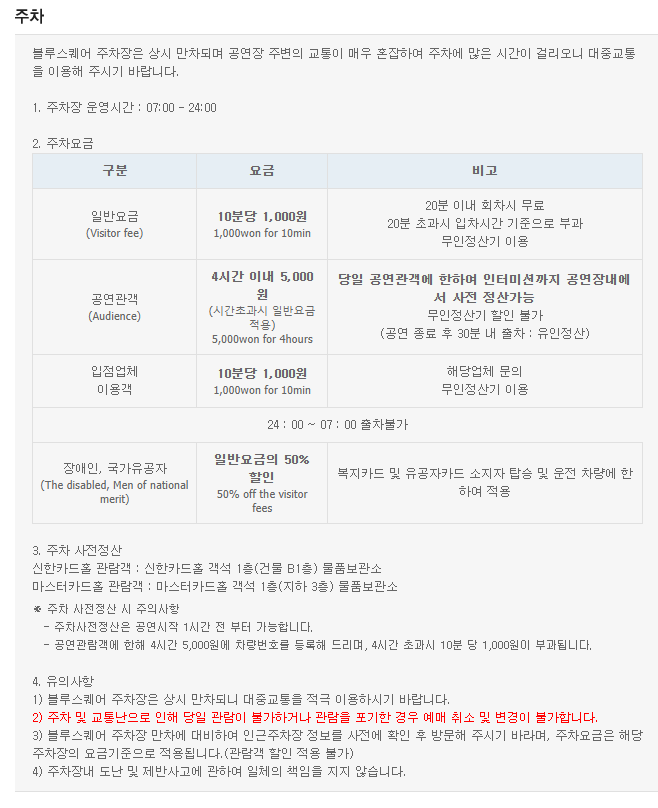 주차
블루스퀘어 주차장은 상시 만차되며 공연장 주변의 교통이 매우 혼잡하여 주차에 많은 시간이 걸리오니 대중교통
을 이용해 주시기 바랍니다.
1. 주차장 운영시간 : 07:00 - 24:00
2. 주차요금
구분 요금 비고
일반요금
(Visitor fee)
10분당 1,000원
1,000won for 10min
20분 이내 회차시 무료
20분 초과시 입차시간 기준으로 부과
무인정산기 이용
공연관객
(Audience)
4시간 이내 5,000
원
(시간초과시 일반요금
적용)
5,000won for 4hours
당일 공연관객에 한하여 인터미션까지 공연장내에
서 사전 정산가능
무인정산기 할인 불가
(공연 종료 후 30분 내 출차 : 유인정산)
입점업체
이용객
10분당 1,000원
1,000won for 10min
해당업체 문의
무인정산기 이용
24 : 00 ~ 07 : 00 출차불가
장애인, 국가유공자
(The disabled, Men of national
merit)
일반요금의 50%
할인
50% off the visitor
fees
복지카드 및 유공자카드 소지자 탑승 및 운전 차량에 한
하여 적용
3. 주차 사전정산
신한카드홀 관람객 : 신한카드홀 객석 1층(건물 B1층) 물품보관소
마스터카드홀 관람객 : 마스터카드홀 객석 1층(지하 3층) 물품보관소
※ 주차 사전정산 시 주의사항
- 주차사전정산은 공연시작 1시간 전 부터 가능합니다.
- 공연관람객에 한해 4시간 5,000원에 차량번호를 등록해 드리며, 4시간 초과시 10분 당 1,000원이 부과됩니다.
4. 유의사항
1) 블루스퀘어 주차장은 상시 만차되니 대중교통을 적극 이용하시기 바랍니다.
2) 주차 및 교통난으로 인해 당일 관람이 불가하거나 관람을 포기한 경우 예매 취소 및 변경이 불가합니다.
3) 블루스퀘어 주차장 만차에 대비하여 인근주차장 정보를 사전에 확인 후 방문해 주시기 바라며, 주차요금은 해당
주차장의 요금기준으로 적용됩니다.(관람객 할인 적용 불가)
4) 주차장내 도난 및 제반사고에 관하여 일체의 책임을 지지 않습니다.